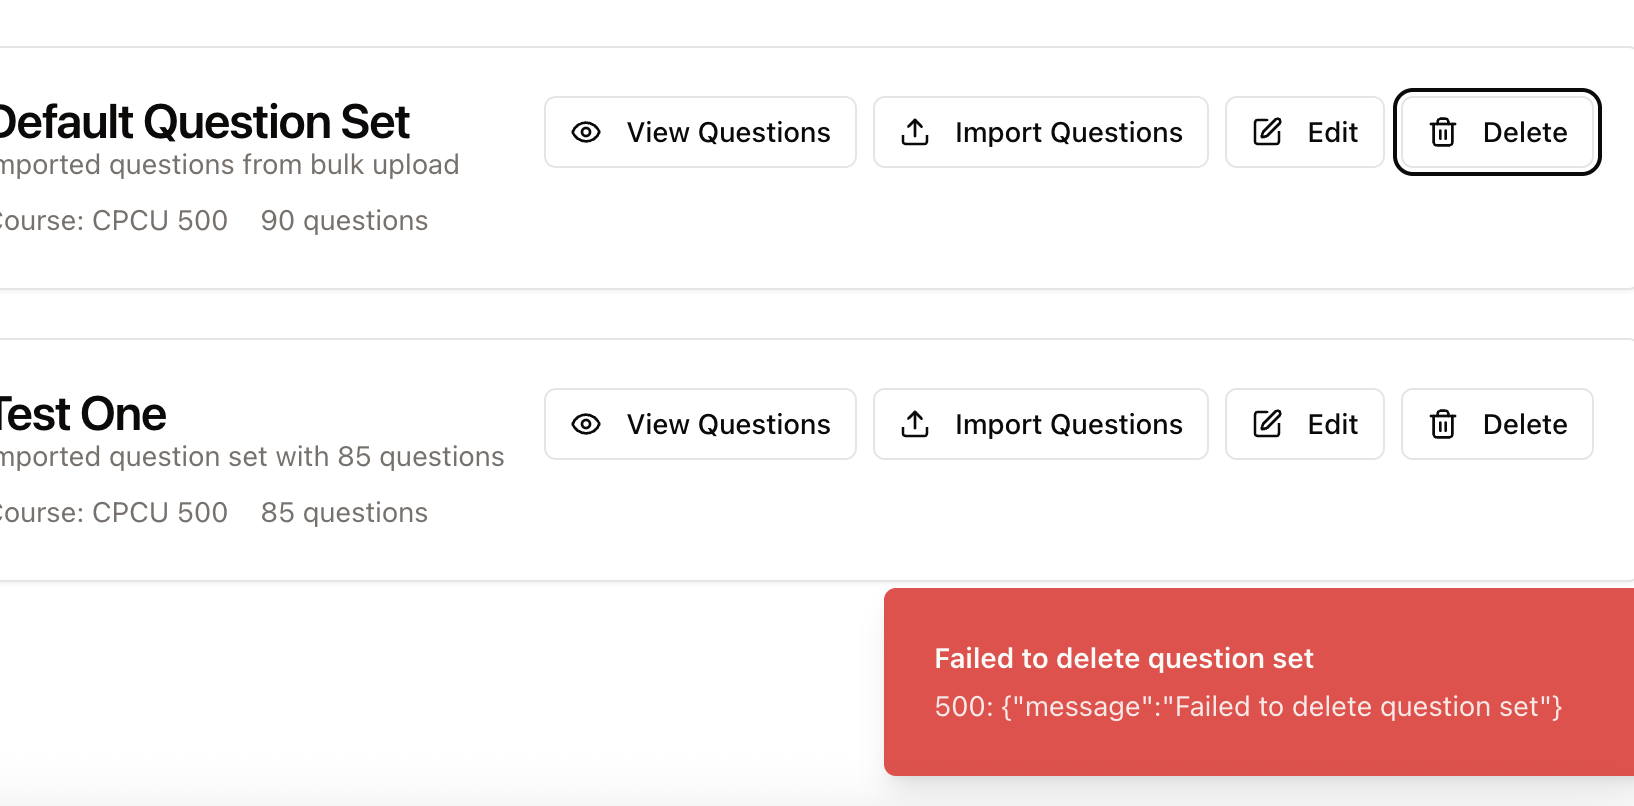 Default Question Set
mported questions from bulk upload
Course: CPCU 500 90 questions
View Questions
Import Questions
Edit
Delete
Test One
mported question set with 85 questions
Course: CPCU 500 85 questions
View Questions
Import Questions
Edit
Delete
Failed to delete question set
500: {"message":"Failed to delete question set"}